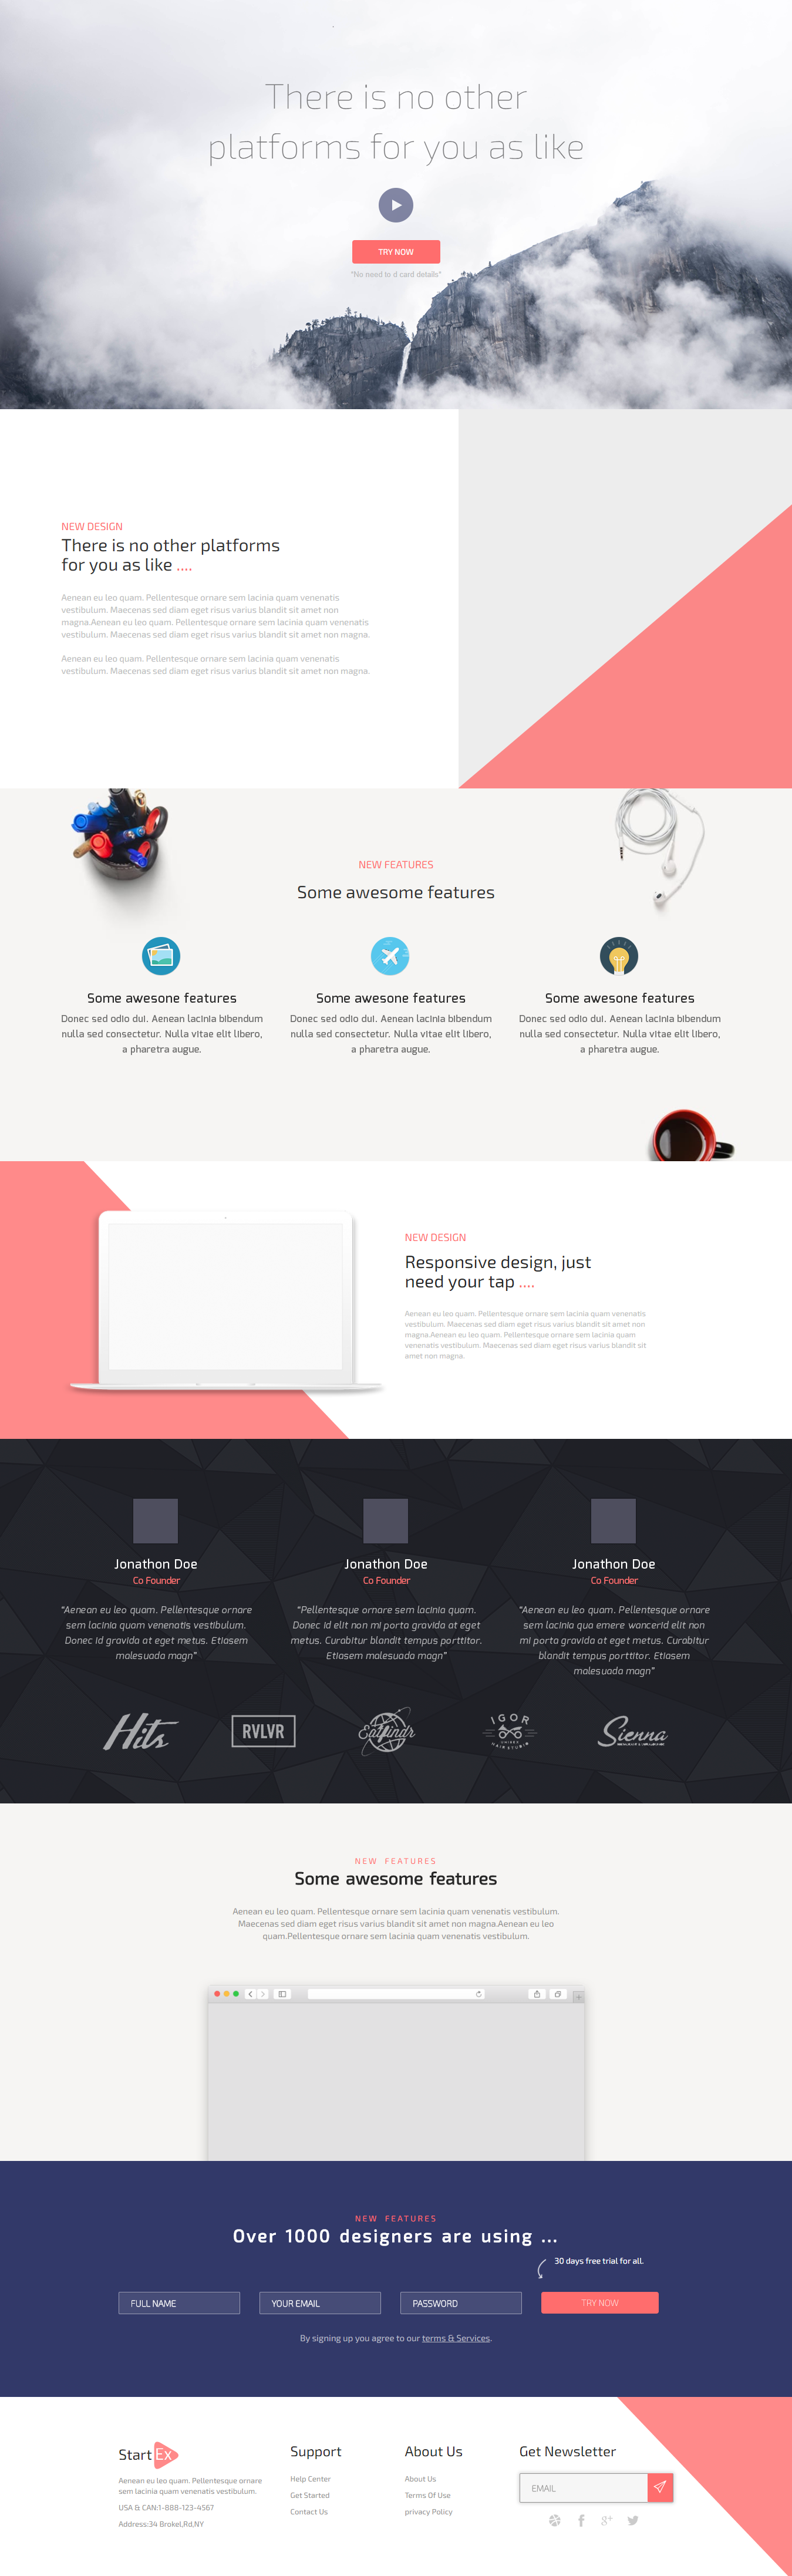 There is no other
platforms for you as like
TRY NOW
"No need to d card details"
NEW DESIGN
There is no other platforms
for you as like ....
Aenean eu leo quam. Pellentesque ornare sem lacinia quam venenatis
vestibulum. Maecenas sed diam eget risus varius blandit sit amet non
magna.Aenean eu leo quam. Pellentesque ornare sem lacinia quam venenatis
vestibulum. Maecenas sed diam eget risus varius blandit sit amet non magna.
Aenean eu leo quam. Pellentesque ornare sem lacinia quam venenatis
vestibulum. Maecenas sed diam eget risus varius blandit sit amet non magna.
NEW FEATURES
Some awesome features
Some awesone features
Donec sed odio dui. Aenean lacinia bibendum
nulla sed consectetur. Nulla vitae elit libero,
a pharetra augue.
Some awesone features
Donec sed odio dui. Aenean lacinia bibendum
nulla sed consectetur. Nulla vitae elit libero,
a pharetra augue.
Some awesone features
Donec sed odio dui. Aenean lacinia bibendum
nulla sed consectetur. Nulla vitae elit libero,
a pharetra augue.
NEW DESIGN
Responsive design, just
need your tap ....
Aenean eu leo quam. Pellentesque ornare sem lacinia quam venenatis
vestibulum. Maecenas sed diam eget risus varius blandit sit amet non
magna.Aenean eu leo quam. Pellentesque ornare sem lacinia quam
venenatis vestibulum. Maecenas sed diam eget risus varius blandit sit
amet non magna.
Jonathon Doe
Co Founder
"Aenean eu leo quam. Pellentesque ornare
sem lacinia quam venenatis vestibulum.
Donec id gravida at eget metus. Etiasem
malesuada magn"
Jonathon Doe
Co Founder
"Pellentesque ornare sem lacinia quam.
Donec id elit non mi porta gravida at eget
metus. Curabitur blandit tempus porttitor.
Etiasem malesuada magn"
Jonathon Doe
Co Founder
"Aenean eu leo quam. Pellentesque ornare
sem lacinia qua emere wancerid elit non
mi porta gravida at eget metus. Curabitur
blandit tempus porttitor. Etiasem
malesuada magn"
Hits
RVLVR
Eatfindr
IGOR
UNISEX
HAIR STUDIO
Sienna
NEW FEATURES
Some awesome features
Aenean eu leo quam. Pellentesque ornare sem lacinia quam venenatis vestibulum.
Maecenas sed diam eget risus varius blandit sit amet non magna.Aenean eu leo
quam.Pellentesque ornare sem lacinia quam venenatis vestibulum.
NEW FEATURES
Over 1000 designers are using ...
30 days free trial for all.
FULL NAME
YOUR EMAIL
PASSWORD
TRY NOW
By signing up you agree to our terms & Services.
Start Ex
Aenean eu leo quam. Pellentesque ornare
sem lacinia quam venenatis vestibulum.
USA & CAN:1-888-123-4567
Address:34 Brokel,Rd,NY
Support
Help Center
Get Started
Contact Us
About Us
About Us
Terms Of Use
privacy Policy
Get Newsletter
EMAIL